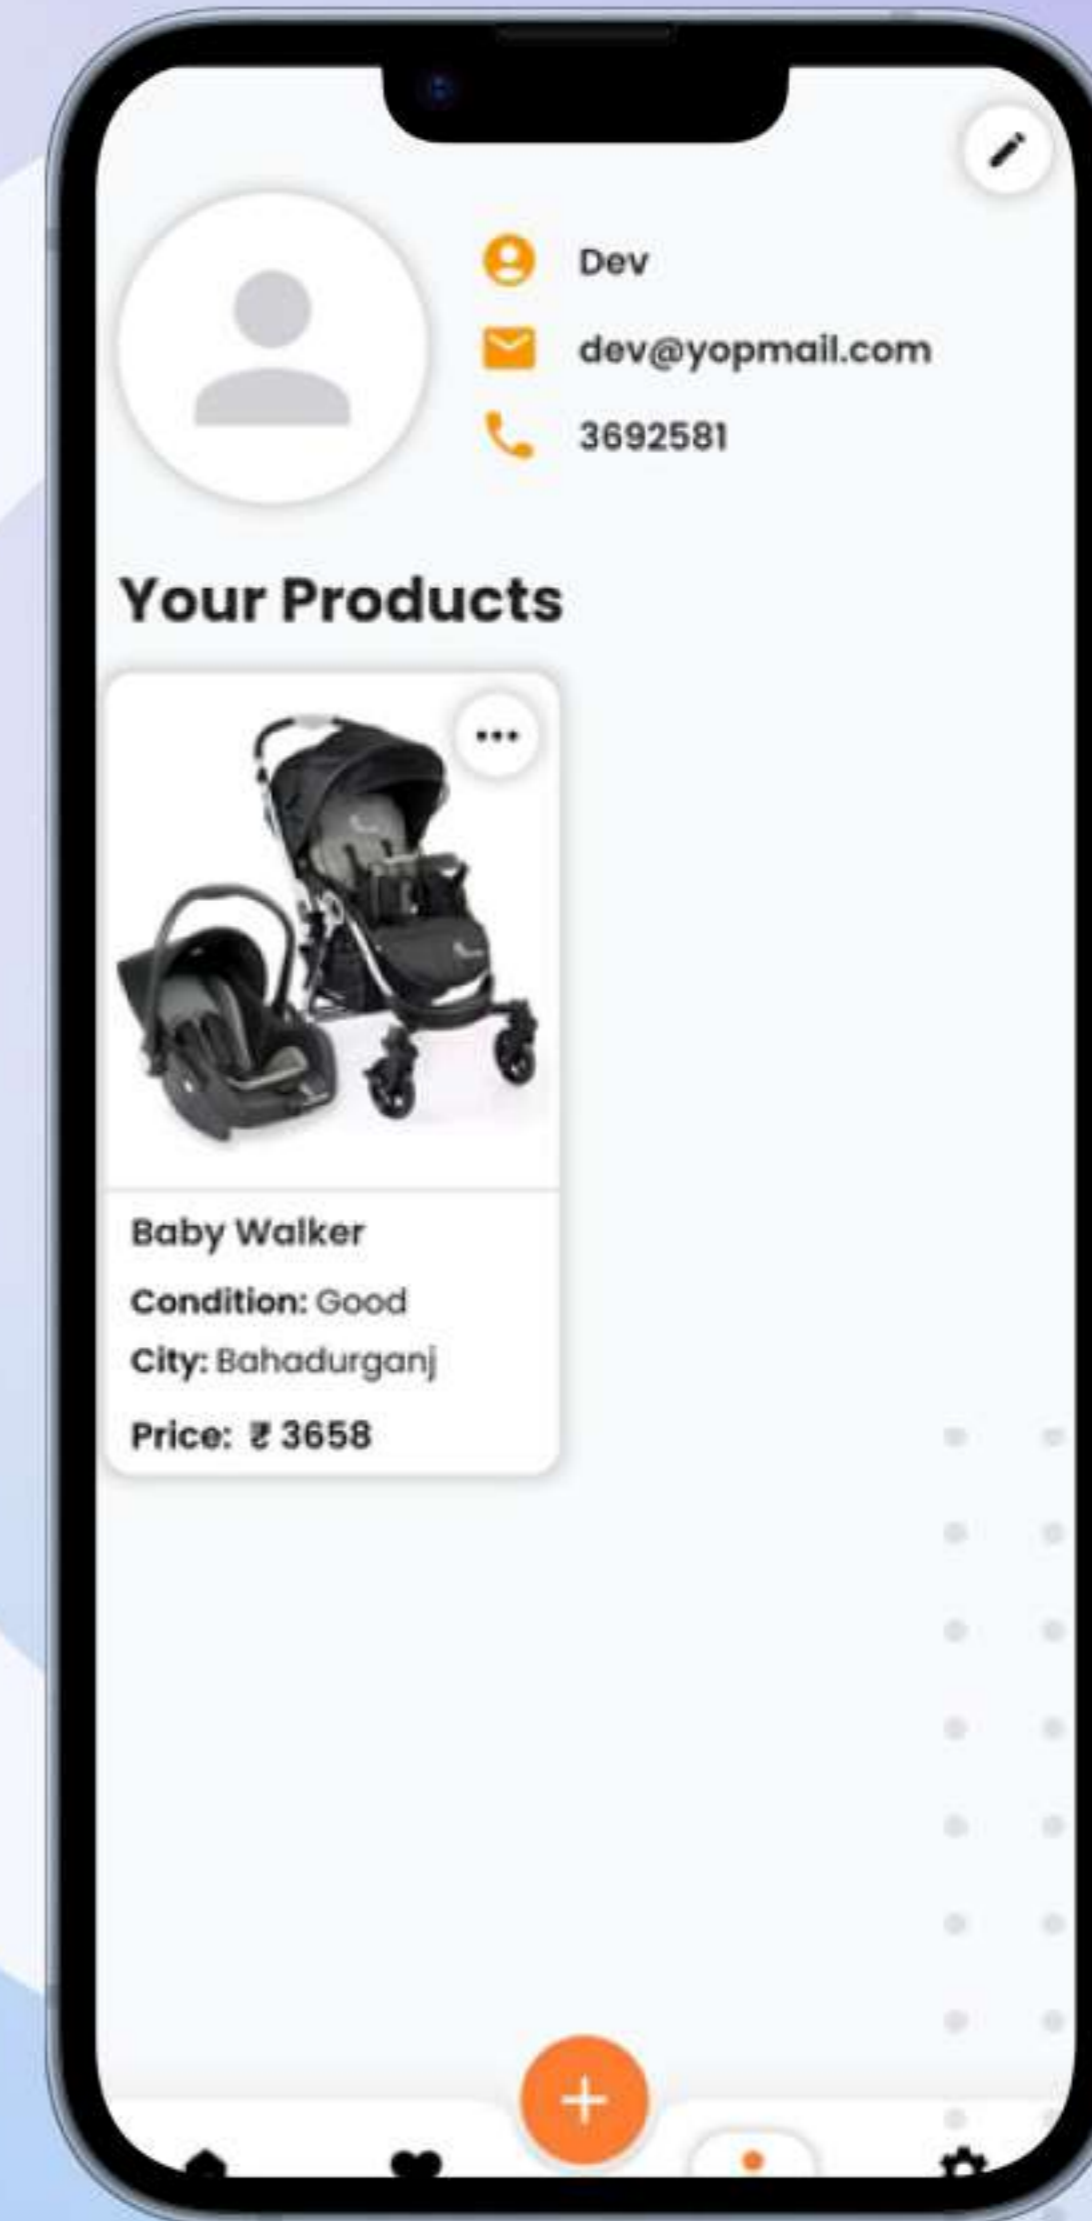 Dev
dev@yopmail.com
3692581
Your Products
Baby Walker
Condition: Good
City: Bahadurganj
Price: ₹ 3658